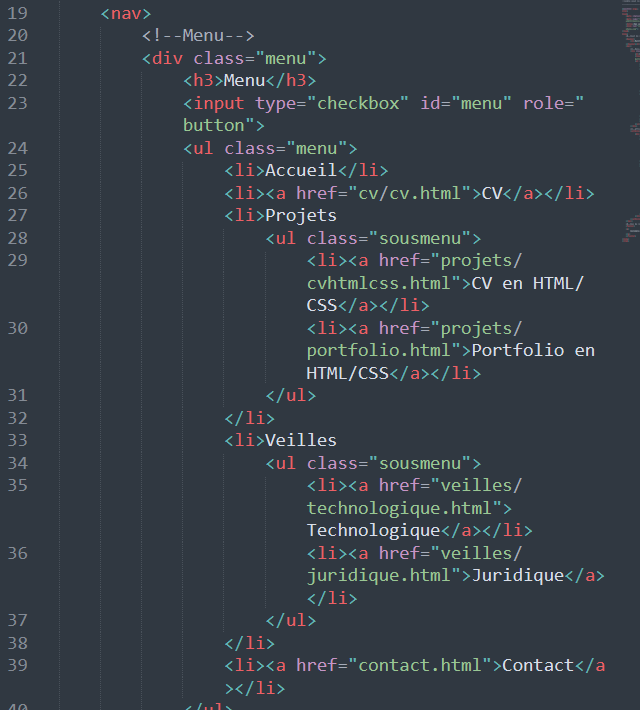 19 <nav>
20 <!--Menu-->
21 <div class="menu">
22 <h3>Menu</h3>
23 <input type="checkbox" id="menu" role="
button">
24 <ul class="menu">
25 <li>Accueil</li>
26 <li><a href="cv/cv.html">CV</a></li>
27 <li>Projets
28 <ul class="sousmenu">
29 <li><a href="projets/
cvhtmlcss.html">CV en HTML/
CSS</a></li>
30 <li><a href="projets/
portfolio.html">Portfolio en
HTML/CSS</a></li>
31 </ul>
32 </li>
33 <li>Veilles
34 <ul class="sousmenu">
35 <li><a href="veilles/
technologique.html">
Technologique</a></li>
36 <li><a href="veilles/
juridique.html">Juridique</a>
</li>
37 </ul>
38 </li>
39 <li><a href="contact.html">Contact</a
></li>
40 </ul>